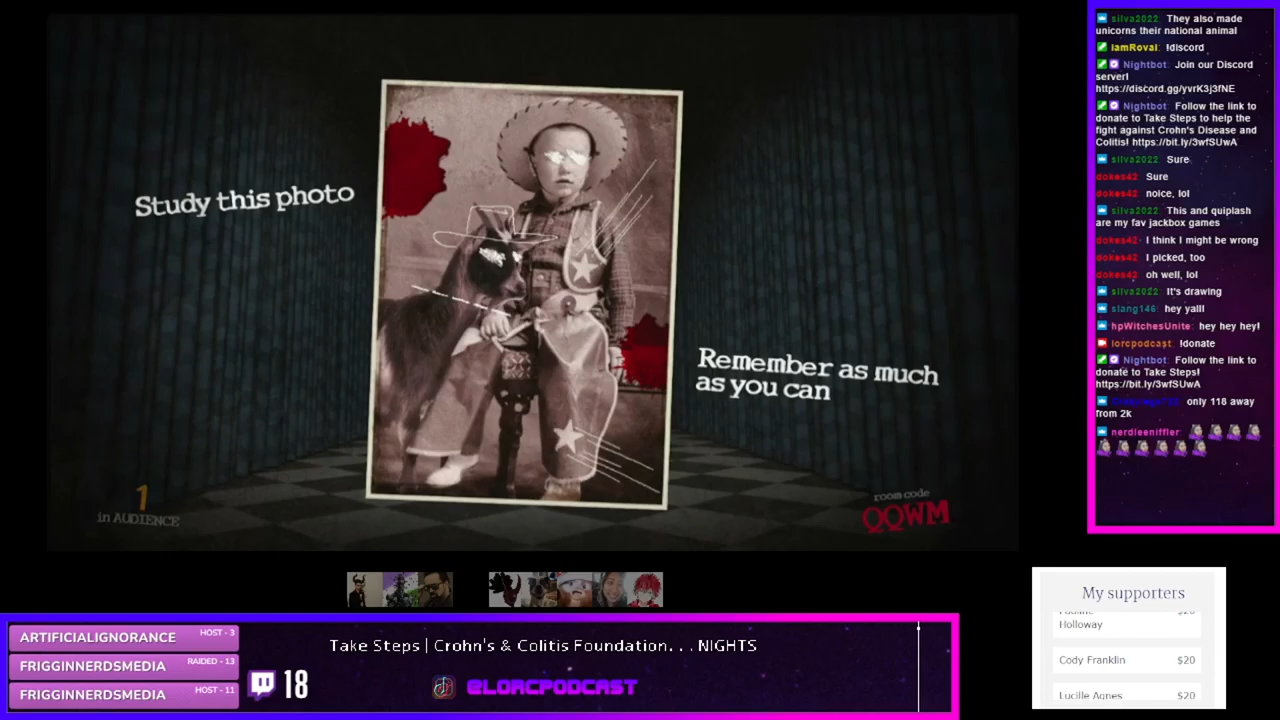 Study this photo
Remember as much
as you can
1
in AUDIENCE
room code
QQWM
silva2022: They also made
unicorns their national animal
IamRoval: !discord
Nightbot: Join our Discord
server!
https://discord.gg/yvrK3j3fNE
Nightbot: Follow the link to
donate to Take Steps to help the
fight against Crohn's Disease and
Colitis! https://bit.ly/3wfSUwA
silva2022: Sure
dokes42: Sure
dokes42: noice, lol
silva2022: This and quiplash
are my fav jackbox games
dokes42: I think I might be wrong
dokes42: I picked, too
dokes42: oh well, lol
silva2022: It's drawing
slang146: hey yalll
hpWitchesUnite: hey hey hey!
lorcpodcast: !donate
Nightbot: Follow the link to
donate to Take Steps!
https://bit.ly/3wfSUwA
only 118 away
from 2k
nerdleeniffler:
My supporters
$20
Holloway
Cody Franklin $20
Lucille Agnes $20
ARTIFICIALIGNORANCE HOST - 3
FRIGGINNERDSMEDIA RAIDED - 13
FRIGGINNERDSMEDIA HOST - 11
18
Take Steps | Crohn's & Colitis Foundation. . . NIGHTS
@LORCPODCAST